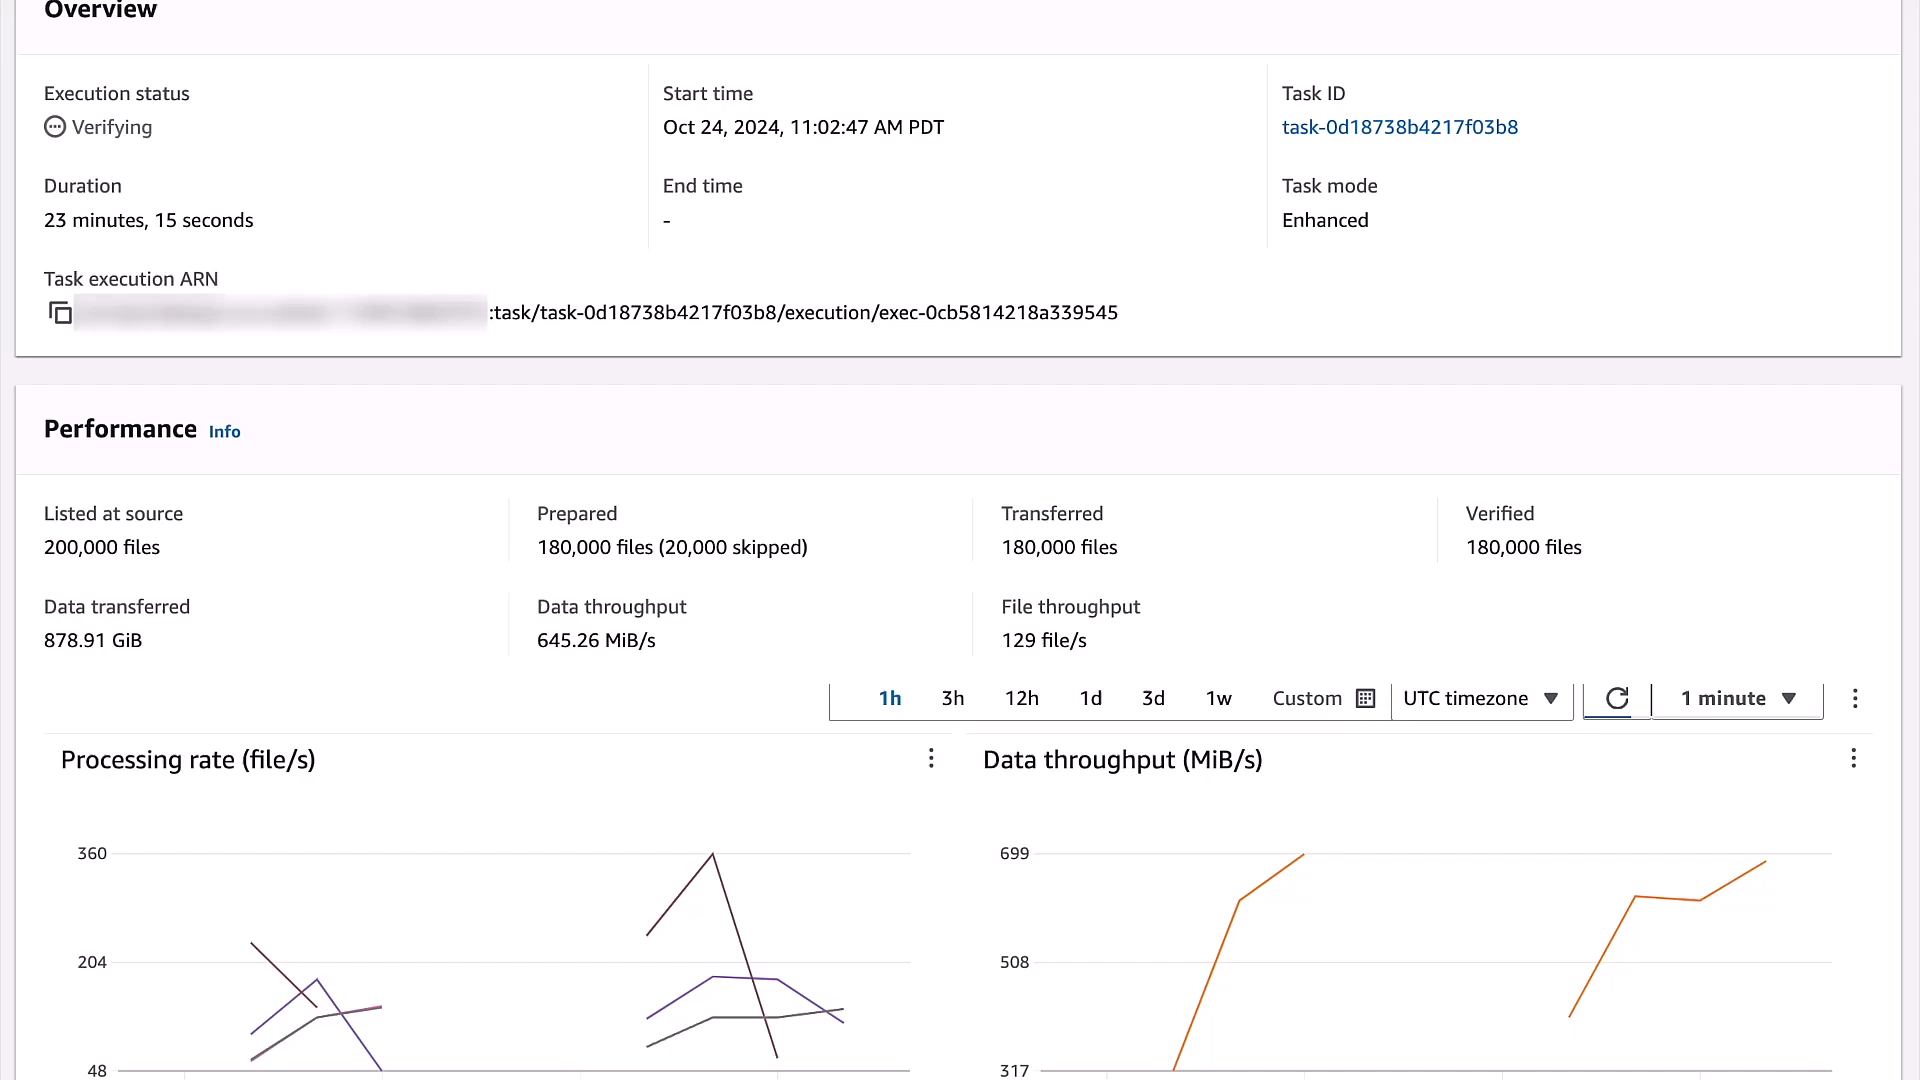 Overview
Execution status
Verifying
Start time
Oct 24, 2024, 11:02:47 AM PDT
Task ID
task-0d18738b4217f03b8
Duration
23 minutes, 15 seconds
End time
-
Task mode
Enhanced
Task execution ARN
:task/task-0d18738b4217f03b8/execution/exec-0cb5814218a339545
Performance Info
Listed at source
200,000 files
Prepared
180,000 files (20,000 skipped)
Transferred
180,000 files
Verified
180,000 files
Data transferred
878.91 GiB
Data throughput
645.26 MiB/s
File throughput
129 file/s
1h 3h 12h 1d 3d 1w Custom UTC timezone 1 minute
Processing rate (file/s)
360
204
48
Data throughput (MiB/s)
699
508
317